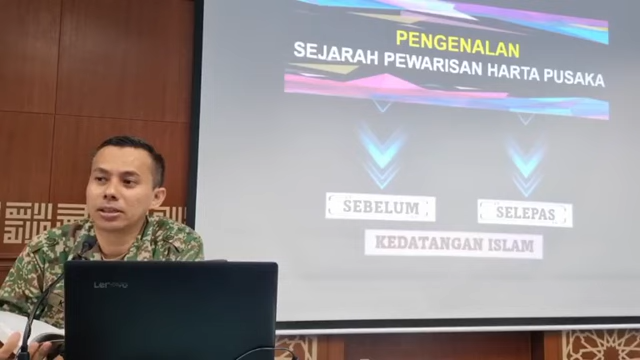 PENGENALAN
SEJARAH PEWARISAN HARTA PUSAKA
SEBELUM
SELEPAS
KEDATANGAN ISLAM
Lenovo